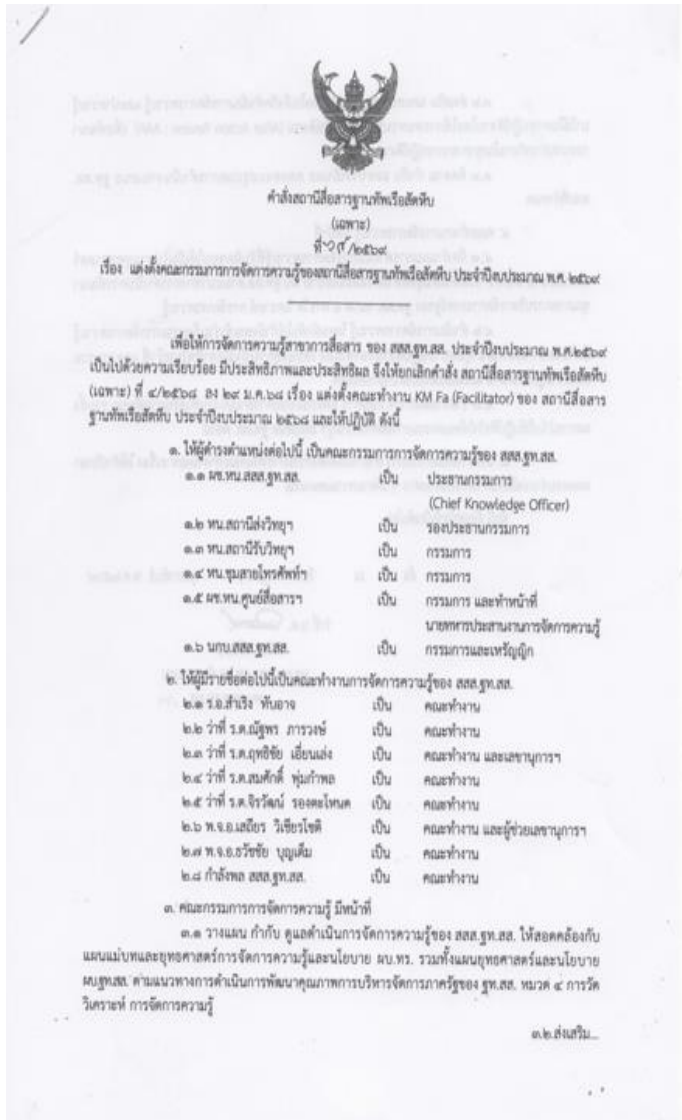 คำสั่งสถานีสื่อสารฐานทัพเรือสัตหีบ
(เฉพาะ)
ที่ /๒๕๖๙
เรื่อง แต่งตั้งคณะกรรมการการจัดการความรู้ของสถานีสื่อสารฐานทัพเรือสัตหีบ ประจำปีงบประมาณ พ.ศ. ๒๕๖๙
เพื่อให้การจัดการความรู้สาขาการสื่อสาร ของ สสส.ฐท.สส. ประจำปีงบประมาณ พ.ศ.๒๕๖๙
เป็นไปด้วยความเรียบร้อย มีประสิทธิภาพและประสิทธิผล จึงให้ยกเลิกคำสั่ง สถานีสื่อสารฐานทัพเรือสัตหีบ
(เฉพาะ) ที่ ๔/๒๕๖๘ ลง ๒๙ ม.ค.๖๘ เรื่อง แต่งตั้งคณะทำงาน KM Fa (Facilitator) ของ สถานีสื่อสาร
ฐานทัพเรือสัตหีบ ประจำปีงบประมาณ ๒๕๖๘ และให้ปฏิบัติ ดังนี้
๑. ให้ผู้ดำรงตำแหน่งต่อไปนี้ เป็นคณะกรรมการการจัดการความรู้ของ สสส.ฐท.สส.
๑.๑ ผช.หน.สสส.ฐท.สส. เป็น ประธานกรรมการ
(Chief Knowledge Officer)
๑.๒ หน.สถานีส่งวิทยุฯ เป็น รองประธานกรรมการ
๑.๓ หน.สถานีรับวิทยุฯ เป็น กรรมการ
๑.๔ หน.ชุมสายโทรศัพท์ฯ เป็น กรรมการ
๑.๕ ผช.หน.ศูนย์สื่อสารฯ เป็น กรรมการ และทำหน้าที่
นายทหารประสานงานการจัดการความรู้
๑.๖ นกบ.สสส.ฐท.สส. เป็น กรรมการและเหรัญญิก
๒. ให้ผู้มีรายชื่อต่อไปนี้เป็นคณะทำงานการจัดการความรู้ของ สสส.ฐท.สส.
๒.๑ ร.อ.สำเริง ทับอาจ เป็น คณะทำงาน
๒.๒ ว่าที่ ร.ต.ณัฐพร ภารวงษ์ เป็น คณะทำงาน
๒.๓ ว่าที่ ร.ต.ฤทธิชัย เอี่ยนเล่ง เป็น คณะทำงาน และเลขานุการฯ
๒.๔ ว่าที่ ร.ต.สมศักดิ์ พุ่มกำพล เป็น คณะทำงาน
๒.๕ ว่าที่ ร.ต.จิรวัฒน์ รองตะโหนด เป็น คณะทำงาน
๒.๖ พ.จ.อ.เสถียร วิเชียรโชติ เป็น คณะทำงาน และผู้ช่วยเลขานุการฯ
๒.๗ พ.จ.อ.ธวัชชัย บุญเต็ม เป็น คณะทำงาน
๒.๘ กำลังพล สสส.ฐท.สส. เป็น คณะทำงาน
๓. คณะกรรมการการจัดการความรู้ มีหน้าที่
๓.๑ วางแผน กำกับ ดูแลดำเนินการจัดการความรู้ของ สสส.ฐท.สส. ให้สอดคล้องกับ
แผนแม่บทและยุทธศาสตร์การจัดการความรู้และนโยบาย ผบ.ทร. รวมทั้งแผนยุทธศาสตร์และนโยบาย
ผบ.ฐท.สส. ตามแนวทางการดำเนินการพัฒนาคุณภาพการบริหารจัดการภาครัฐของ ฐท.สส. หมวด ๔ การวัด
วิเคราะห์ การจัดการความรู้
๓.๒.ส่งเสริม...